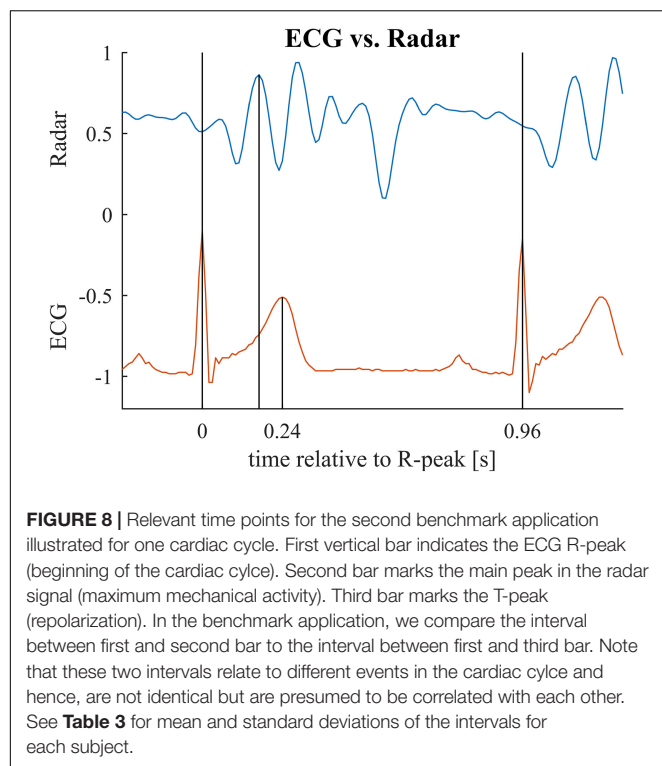 ECG vs. Radar
1
0.5
0
-0.5
-1
Radar
ECG
0 0.24 0.96
time relative to R-peak [s]
FIGURE 8 | Relevant time points for the second benchmark application
illustrated for one cardiac cycle. First vertical bar indicates the ECG R-peak
(beginning of the cardiac cylce). Second bar marks the main peak in the radar
signal (maximum mechanical activity). Third bar marks the T-peak
(repolarization). In the benchmark application, we compare the interval
between first and second bar to the interval between first and third bar. Note
that these two intervals relate to different events in the cardiac cylce and
hence, are not identical but are presumed to be correlated with each other.
See Table 3 for mean and standard deviations of the intervals for
each subject.